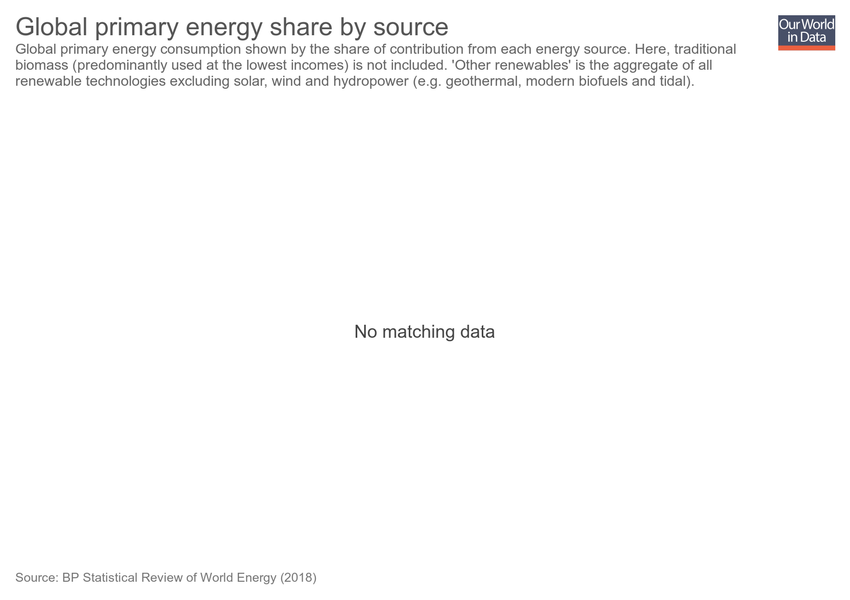 Global primary energy share by source
Our World
in Data
Global primary energy consumption shown by the share of contribution from each energy source. Here, traditional
biomass (predominantly used at the lowest incomes) is not included. 'Other renewables' is the aggregate of all
renewable technologies excluding solar, wind and hydropower (e.g. geothermal, modern biofuels and tidal).
No matching data
Source: BP Statistical Review of World Energy (2018)